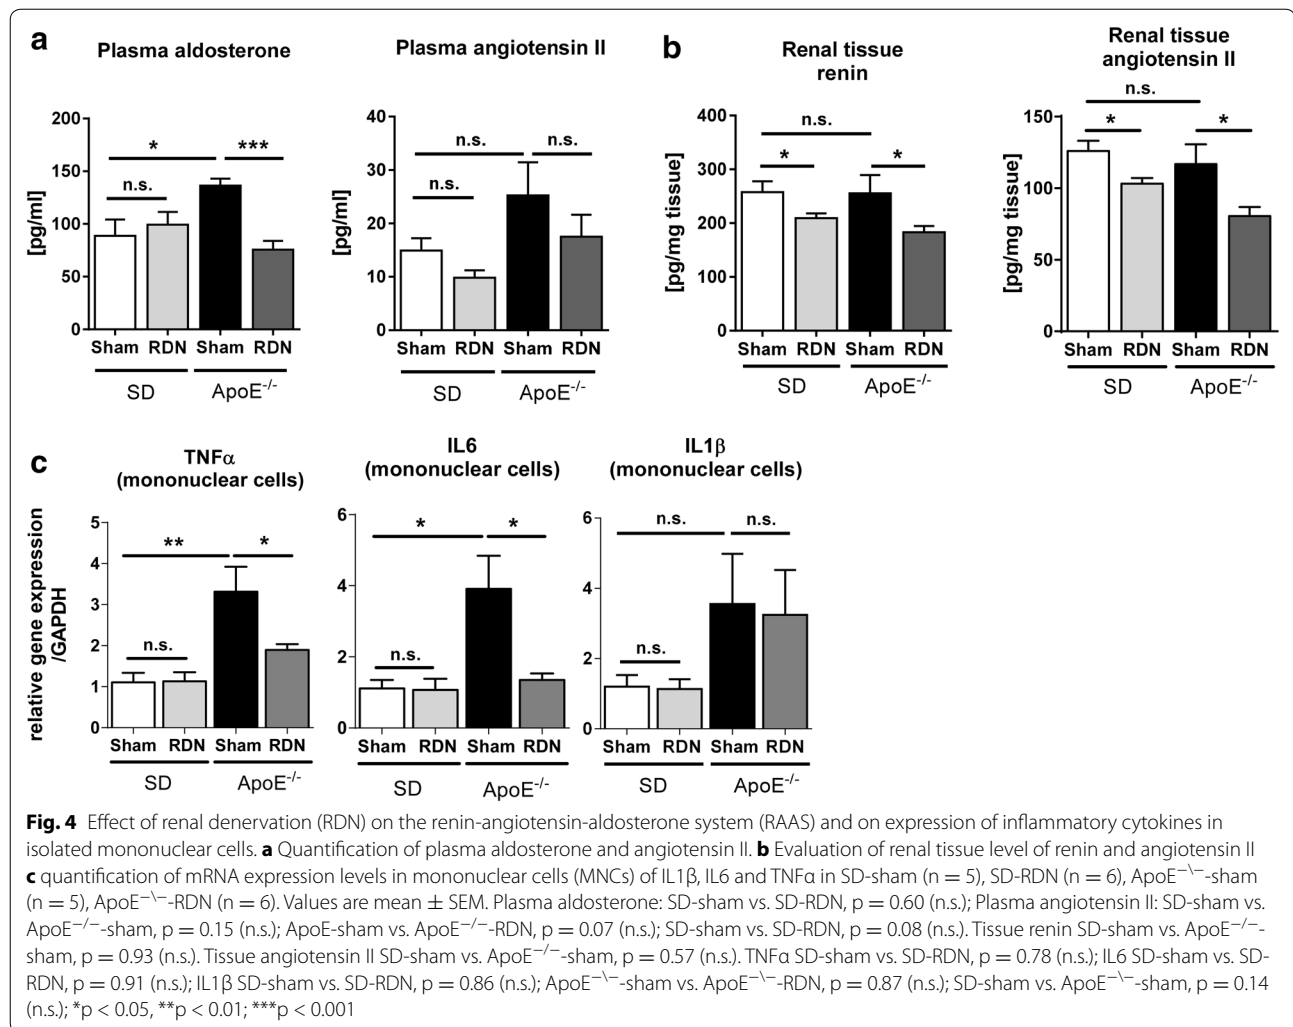 a
Plasma aldosterone
[pg/ml]
200
150
100
50
0
*
***
n.s.
Sham RDN Sham RDN
SD ApoE-/-
Plasma angiotensin II
[pg/ml]
40
30
20
10
0
n.s.
n.s.
n.s.
Sham RDN Sham RDN
SD ApoE-/-
b
Renal tissue
renin
[pg/mg tissue]
400
300
200
100
0
n.s.
*
*
Sham RDN Sham RDN
SD ApoE-/-
Renal tissue
angiotensin II
[pg/mg tissue]
150
100
50
0
n.s.
*
*
Sham RDN Sham RDN
SD ApoE-/-
c
TNFα
(mononuclear cells)
relative gene expression
/GAPDH
5
4
3
2
1
0
**
*
n.s.
Sham RDN Sham RDN
SD ApoE-/-
IL6
(mononuclear cells)
6
4
2
0
*
*
n.s.
Sham RDN Sham RDN
SD ApoE-/-
IL1β
(mononuclear cells)
6
4
2
0
n.s.
n.s.
n.s.
Sham RDN Sham RDN
SD ApoE-/-
Fig. 4 Effect of renal denervation (RDN) on the renin-angiotensin-aldosterone system (RAAS) and on expression of inflammatory cytokines in
isolated mononuclear cells. a Quantification of plasma aldosterone and angiotensin II. b Evaluation of renal tissue level of renin and angiotensin II
c quantification of mRNA expression levels in mononuclear cells (MNCs) of IL1β, IL6 and TNFα in SD-sham (n = 5), SD-RDN (n = 6), ApoE−\−-sham
(n = 5), ApoE−\−-RDN (n = 6). Values are mean ± SEM. Plasma aldosterone: SD-sham vs. SD-RDN, p = 0.60 (n.s.); Plasma angiotensin II: SD-sham vs.
ApoE−/−-sham, p = 0.15 (n.s.); ApoE-sham vs. ApoE−/−-RDN, p = 0.07 (n.s.); SD-sham vs. SD-RDN, p = 0.08 (n.s.). Tissue renin SD-sham vs. ApoE−/−-
sham, p = 0.93 (n.s.). Tissue angiotensin II SD-sham vs. ApoE−/−-sham, p = 0.57 (n.s.). TNFα SD-sham vs. SD-RDN, p = 0.78 (n.s.); IL6 SD-sham vs. SD-
RDN, p = 0.91 (n.s.); IL1β SD-sham vs. SD-RDN, p = 0.86 (n.s.); ApoE−\−-sham vs. ApoE−\−-RDN, p = 0.87 (n.s.); SD-sham vs. ApoE−\−-sham, p = 0.14
(n.s.); *p < 0.05, **p < 0.01; ***p < 0.001